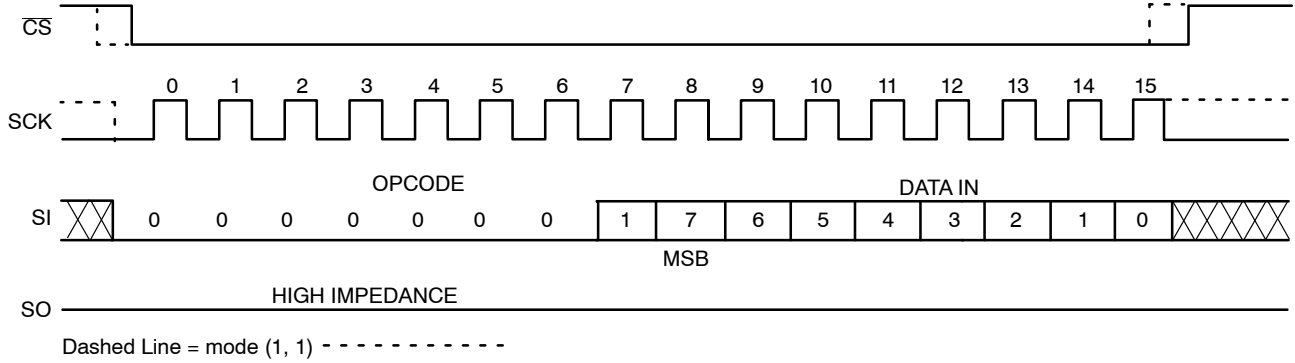 CS
SCK
0 1 2 3 4 5 6 7 8 9 10 11 12 13 14 15
OPCODE
DATA IN
SI
0 0 0 0 0 0 0 1 7 6 5 4 3 2 1 0
MSB
HIGH IMPEDANCE
SO
Dashed Line = mode (1, 1)